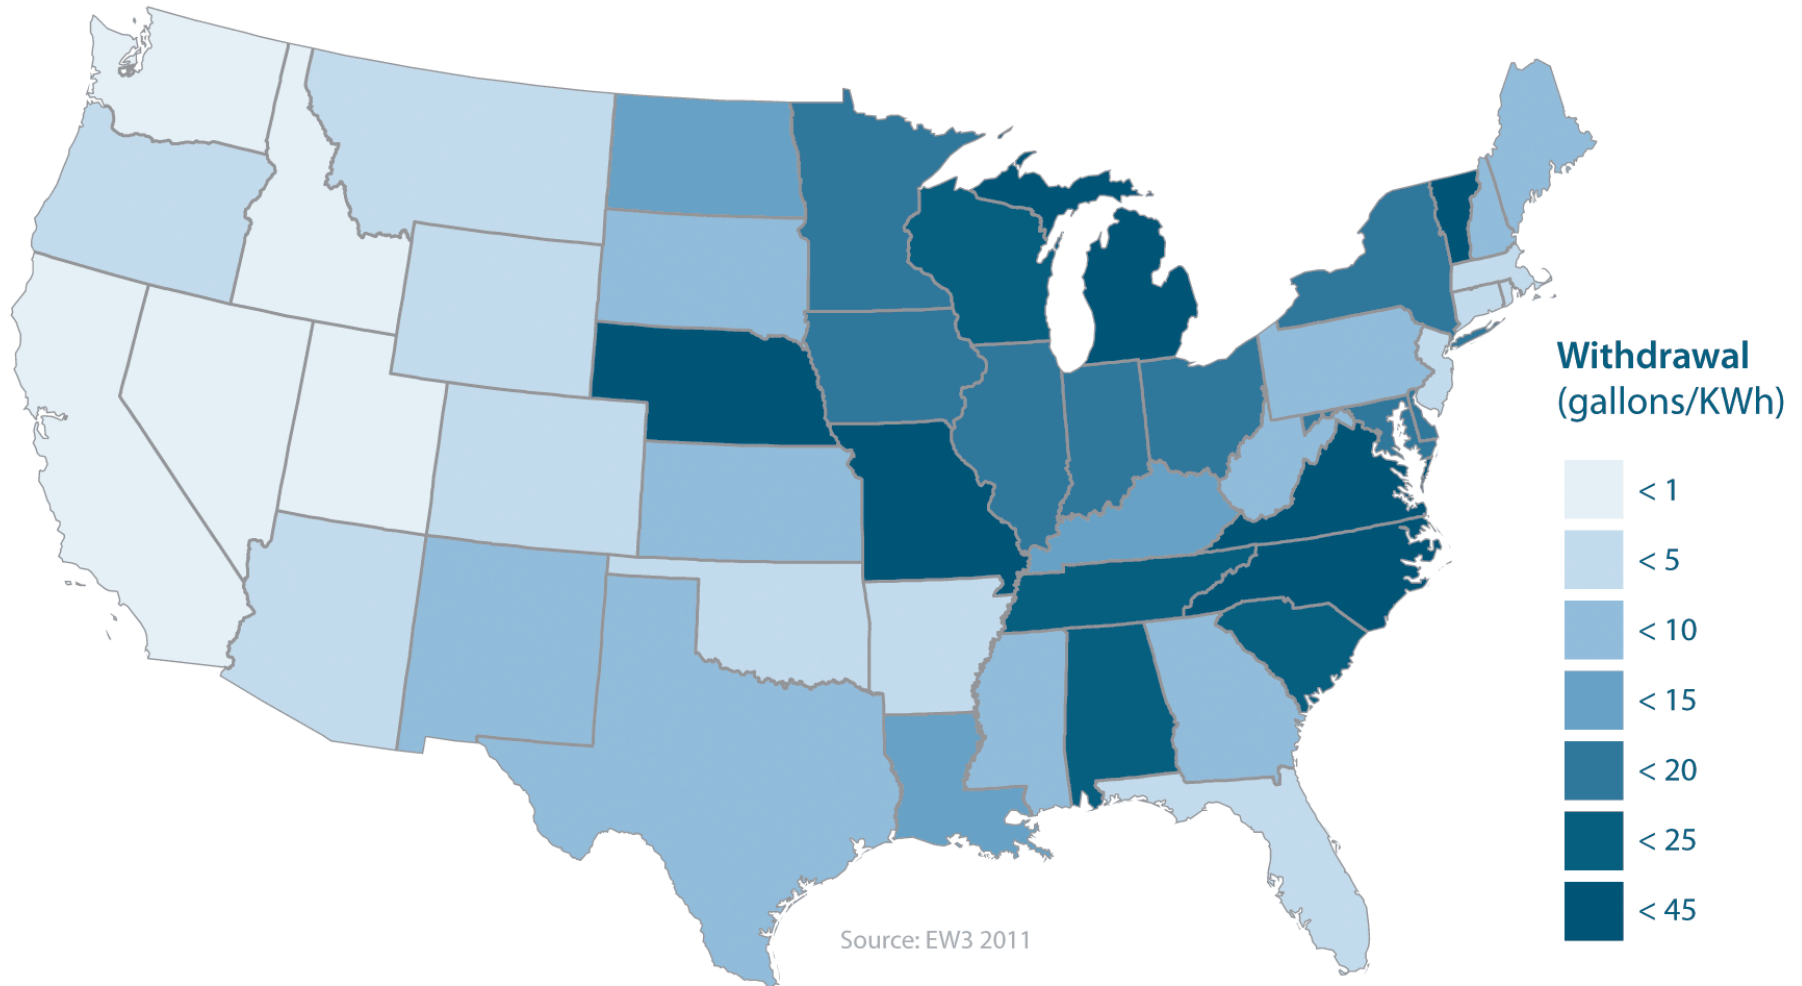 Withdrawal
(gallons/KWh)
< 1
< 5
< 10
< 15
< 20
< 25
< 45
Source: EW3 2011